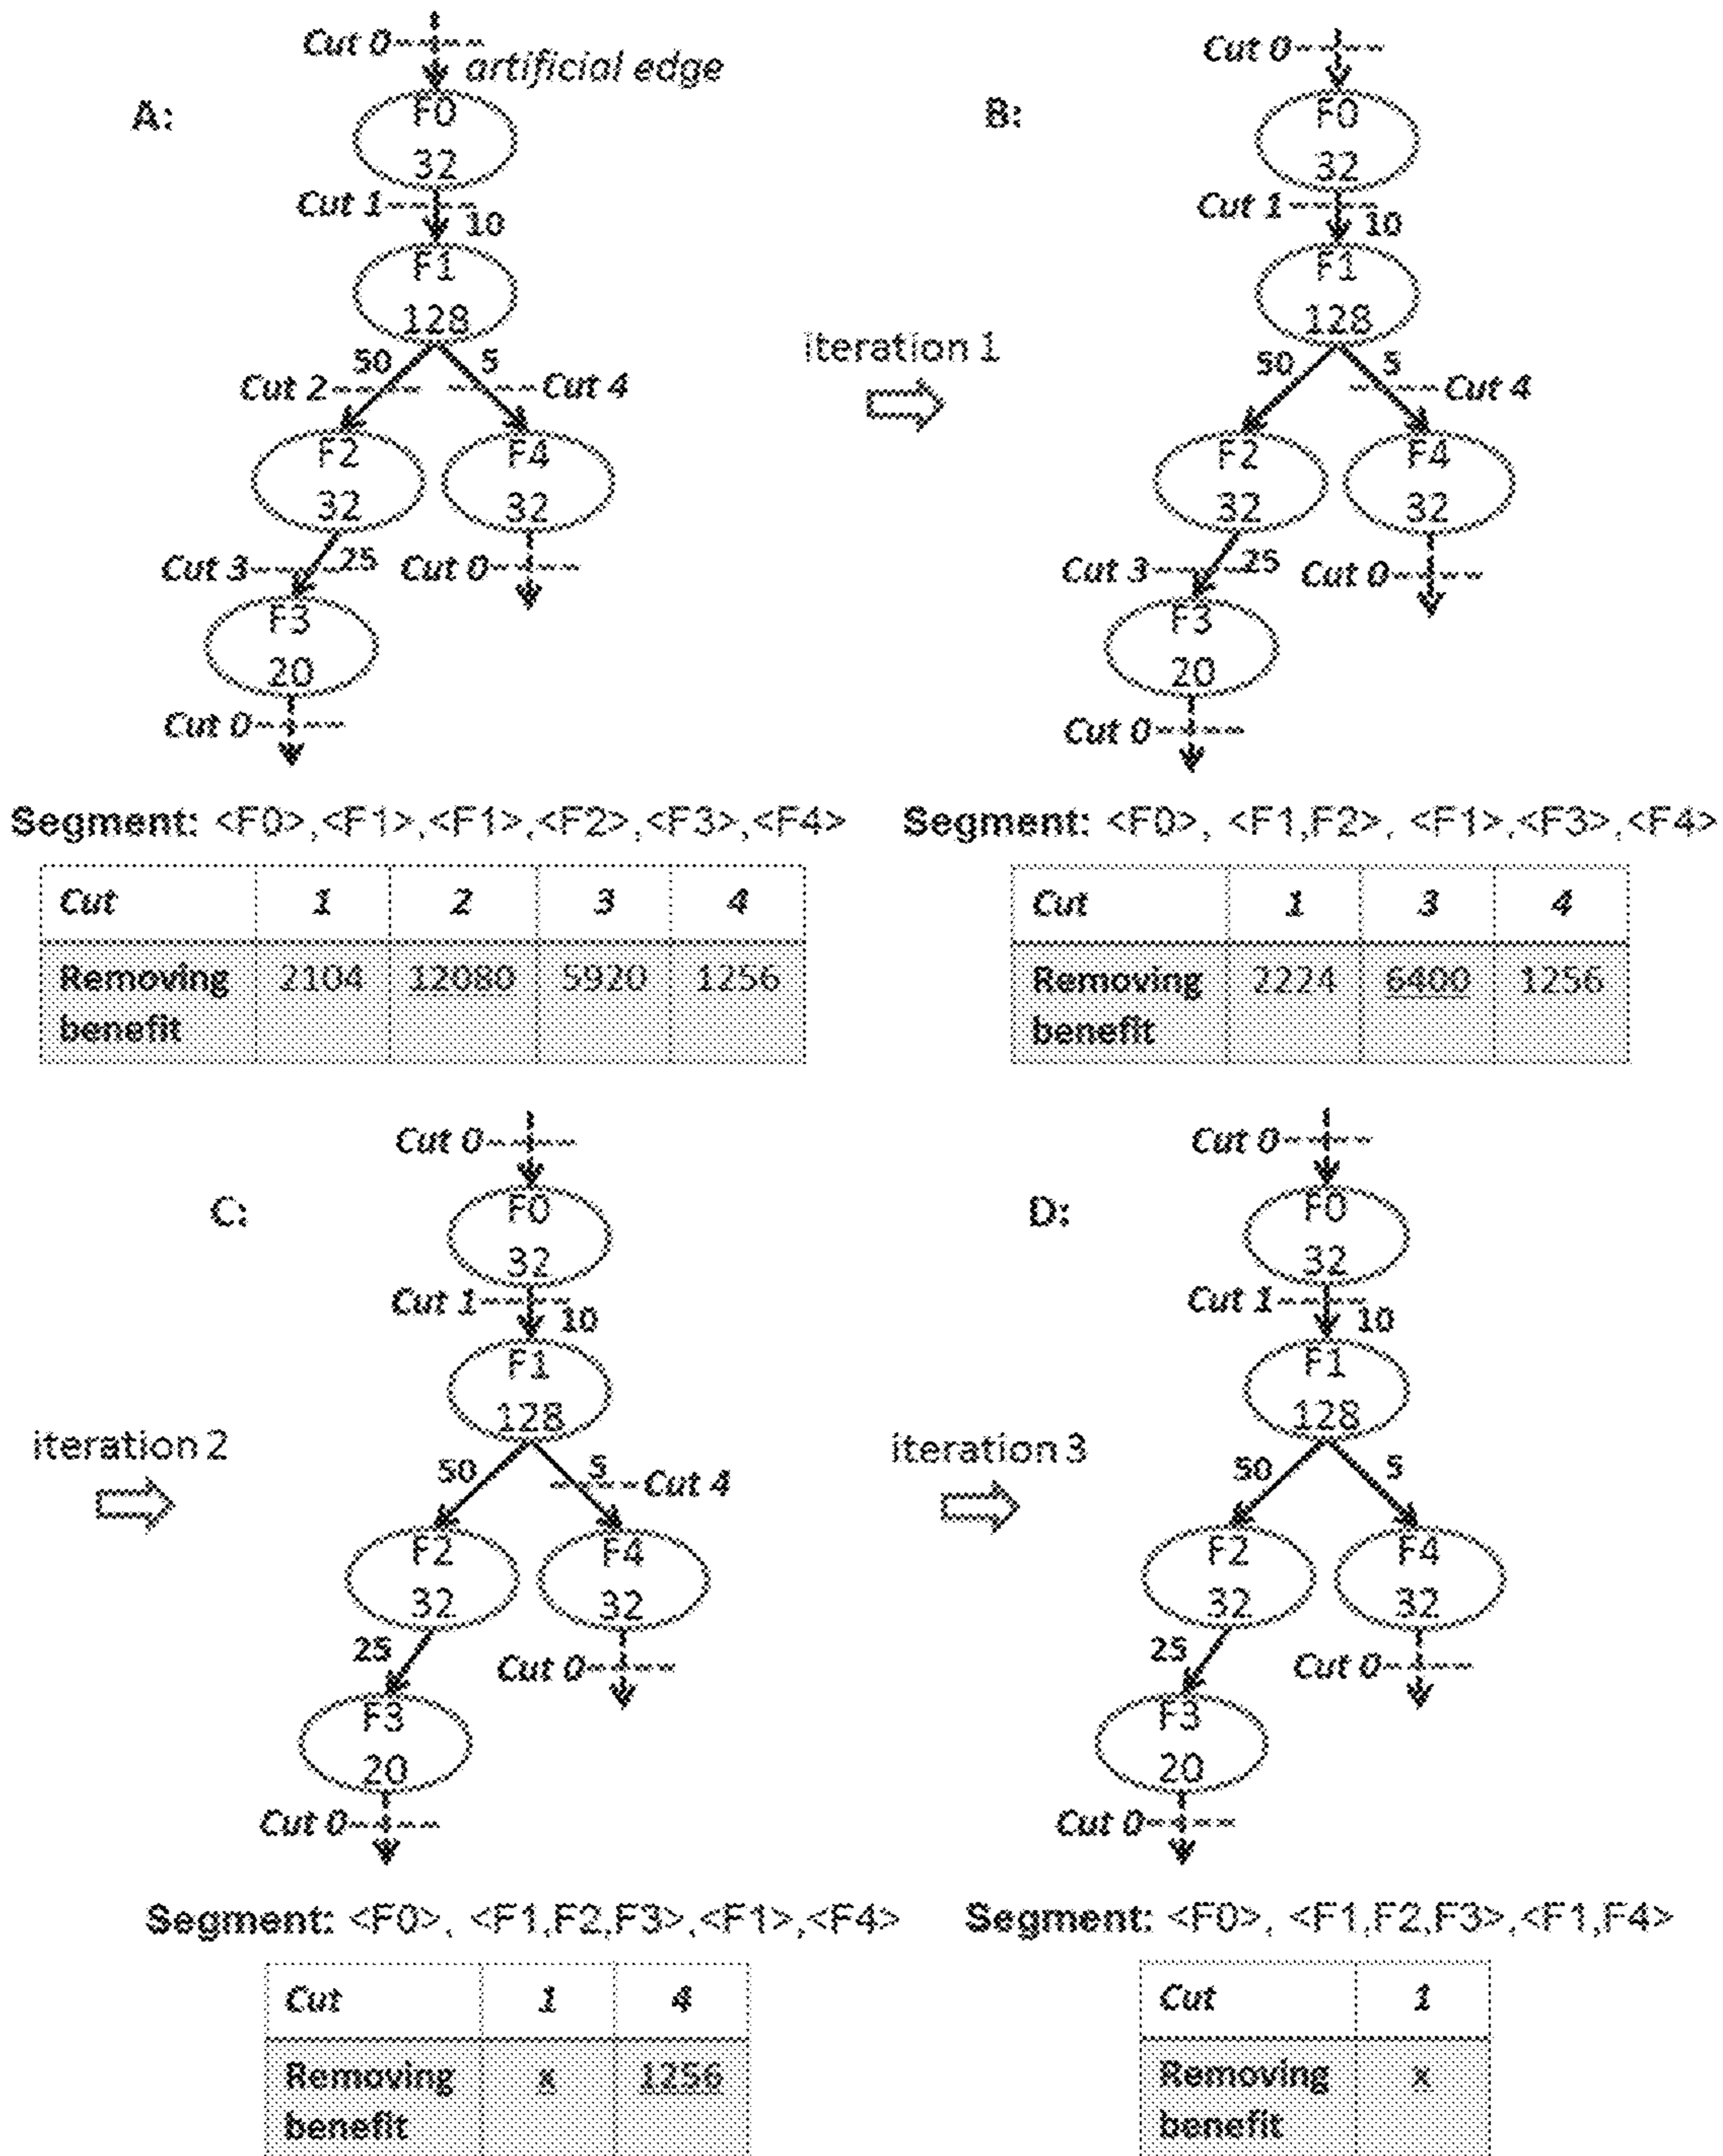 Cut 0
artificial edge
A:
F0
32
Cut 1
10
F1
128
50
5
Cut 2
Cut 4
F2
32
F4
32
Cut 3
25
Cut 0
F3
20
Cut 0
Segment: <F0>,<F1>,<F1>,<F2>,<F3>,<F4>
Cut 1 2 3 4
Removing benefit 2104 12080 5920 1256
iteration 1
Cut 0
B:
F0
32
Cut 1
10
F1
128
50
5
Cut 4
F2
32
F4
32
Cut 3
25
Cut 0
F3
20
Cut 0
Segment: <F0>, <F1,F2>, <F1>,<F3>,<F4>
Cut 1 3 4
Removing benefit 2224 6400 1256
iteration 2
Cut 0
C:
F0
32
Cut 1
10
F1
128
50
5
Cut 4
F2
32
F4
32
25
Cut 0
F3
20
Cut 0
Segment: <F0>, <F1,F2,F3>,<F1>,<F4>
Cut 1 4
Removing benefit x 1256
iteration 3
Cut 0
D:
F0
32
Cut 1
10
F1
128
50
5
F2
32
F4
32
25
Cut 0
F3
20
Cut 0
Segment: <F0>, <F1,F2,F3>,<F1,F4>
Cut 1
Removing benefit x